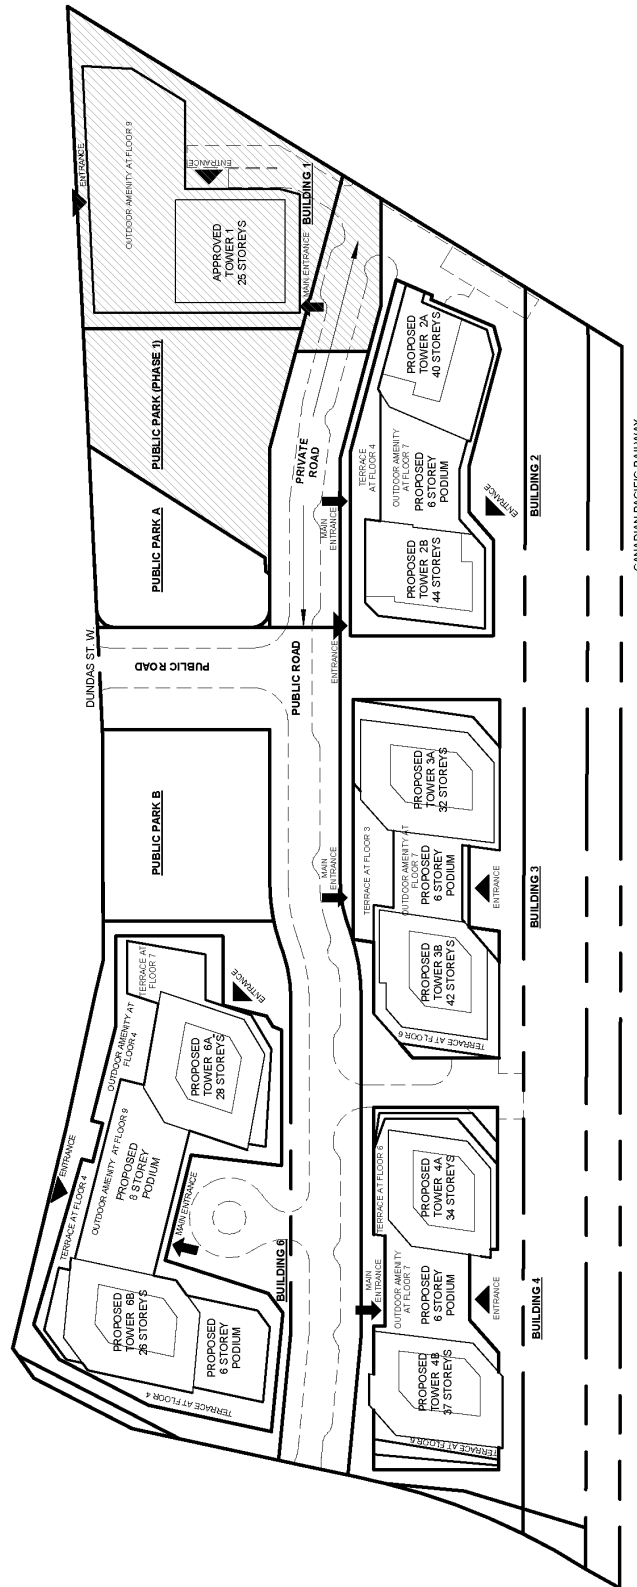 ENTRANCE
OUTDOOR AMENITY AT FLOOR 9
ENTRANCE
APPROVED
TOWER 1
25 STOREYS
BUILDING 1
MAIN ENTRANCE
PUBLIC PARK (PHASE 1)
PUBLIC PARK A
PRIVATE
ROAD
DUNDAS ST. W.
PUBLIC ROAD
PUBLIC ROAD
PUBLIC PARK B
PROPOSED
TOWER 2A
40 STOREYS
TERRACE
AT FLOOR 4
OUTDOOR AMENITY
AT FLOOR 7
PROPOSED
6 STOREY
PODIUM
MAIN
ENTRANCE
ENTRANCE
BUILDING 2
PROPOSED
TOWER 2B
44 STOREYS
ENTRANCE
CANADIAN PACIFIC RAILWAY
PROPOSED
TOWER 3A
32 STOREYS
TERRACE AT FLOOR 3
OUTDOOR AMENITY AT
FLOOR 7
PROPOSED
6 STOREY
PODIUM
MAIN
ENTRANCE
ENTRANCE
BUILDING 3
PROPOSED
TOWER 3B
42 STOREYS
TERRACE AT FLOOR 6
TERRACE AT
FLOOR 7
ENTRANCE
OUTDOOR AMENITY AT
FLOOR 4
PROPOSED
TOWER 6A
28 STOREYS
ENTRANCE
TERRACE AT FLOOR 4
OUTDOOR AMENITY AT FLOOR 9
PROPOSED
8 STOREY
PODIUM
MAIN ENTRANCE
BUILDING 6
PROPOSED
TOWER 6B
26 STOREYS
PROPOSED
6 STOREY
PODIUM
TERRACE AT FLOOR 4
TERRACE AT FLOOR 6
PROPOSED
TOWER 4A
34 STOREYS
MAIN
ENTRANCE
OUTDOOR AMENITY
AT FLOOR 7
PROPOSED
6 STOREY
PODIUM
ENTRANCE
BUILDING 4
PROPOSED
TOWER 4B
37 STOREYS
TERRACE AT FLOOR 6